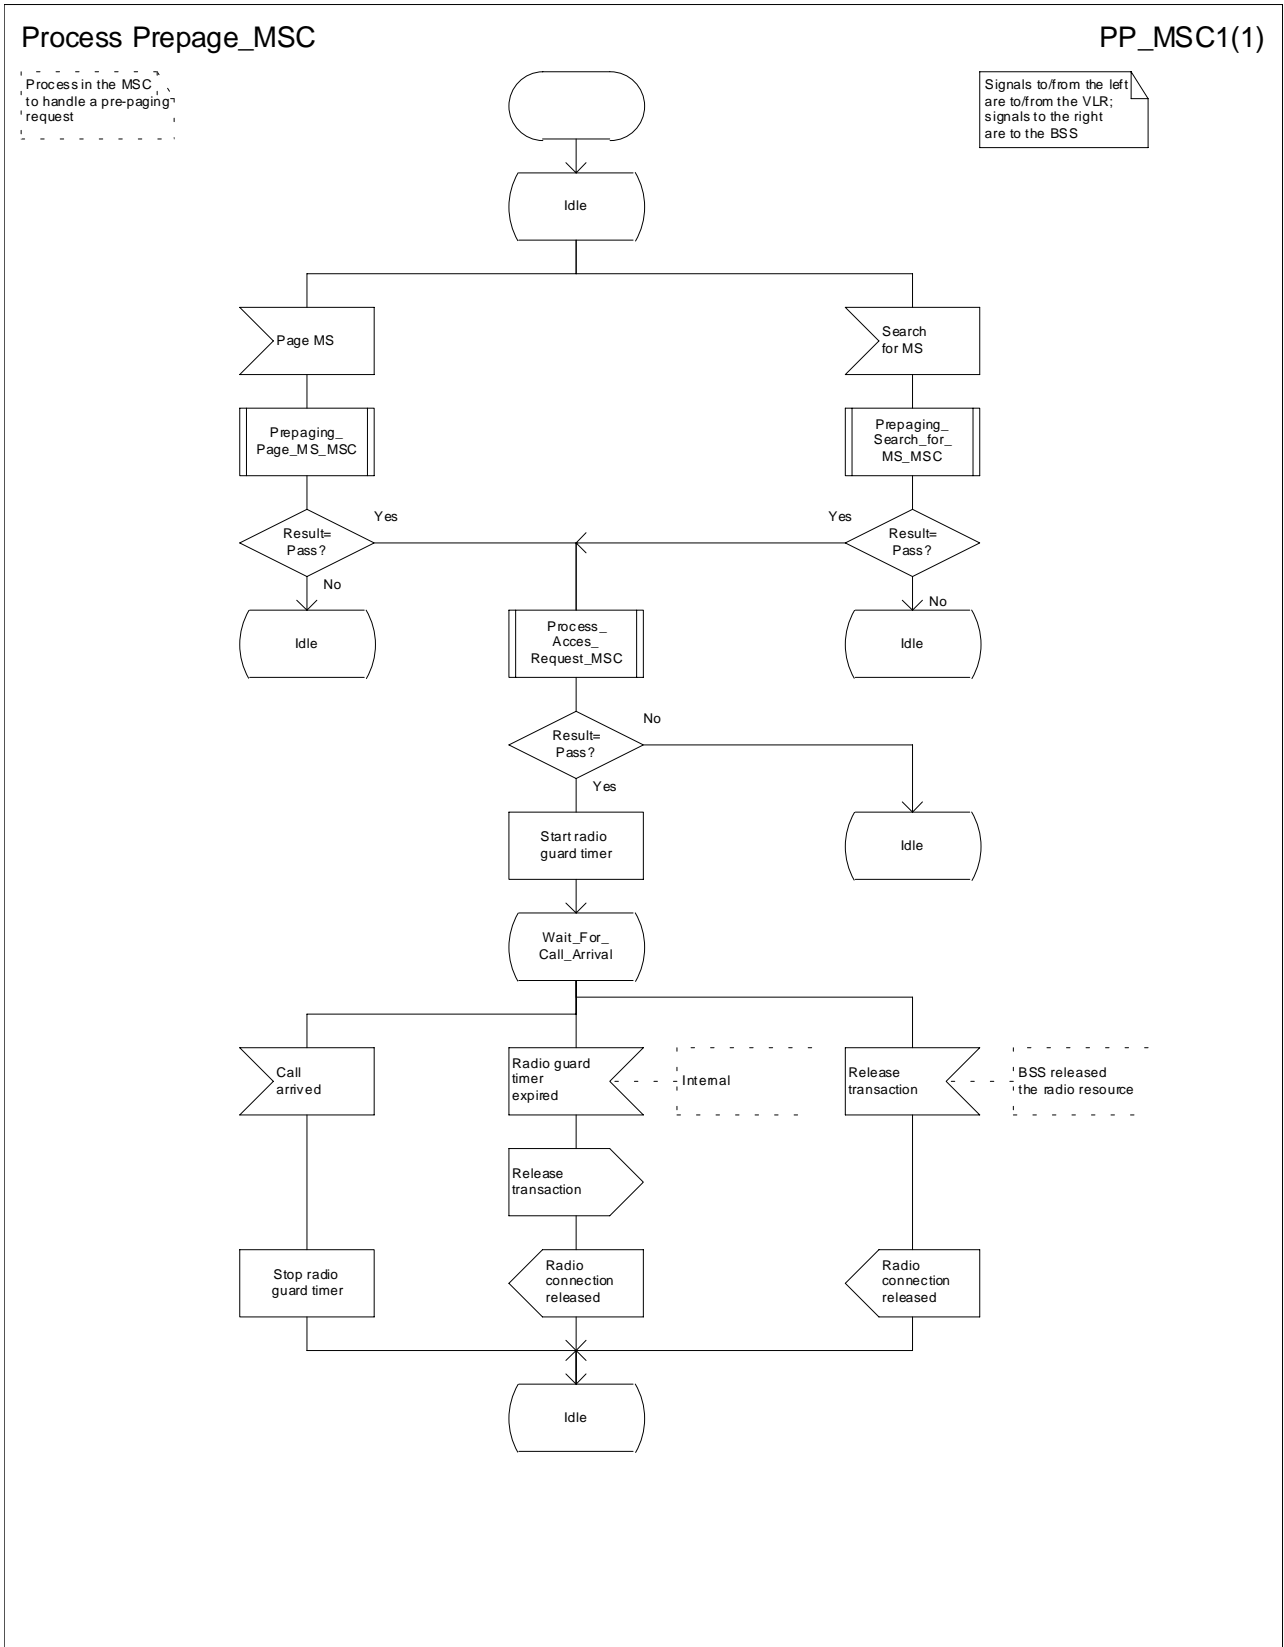 Process Prepage_MSC
PP_MSC1(1)
Process in the MSC
to handle a pre-paging
request
Signals to/from the left
are to/from the VLR;
signals to the right
are to the BSS
Idle
Page MS
Search
for MS
Prepaging_
Page_MS_MSC
Prepaging_
Search_for_
MS_MSC
Yes
Result=
Pass?
No
Yes
Result=
Pass?
No
Idle
Process_
Acces_
Request_MSC
Idle
Result=
Pass?
No
Yes
Start radio
guard timer
Idle
Wait_For_
Call_Arrival
Call
arrived
Radio guard
timer
expired
Internal
Release
transaction
BSS released
the radio resource
Release
transaction
Stop radio
guard timer
Radio
connection
released
Radio
connection
released
Idle